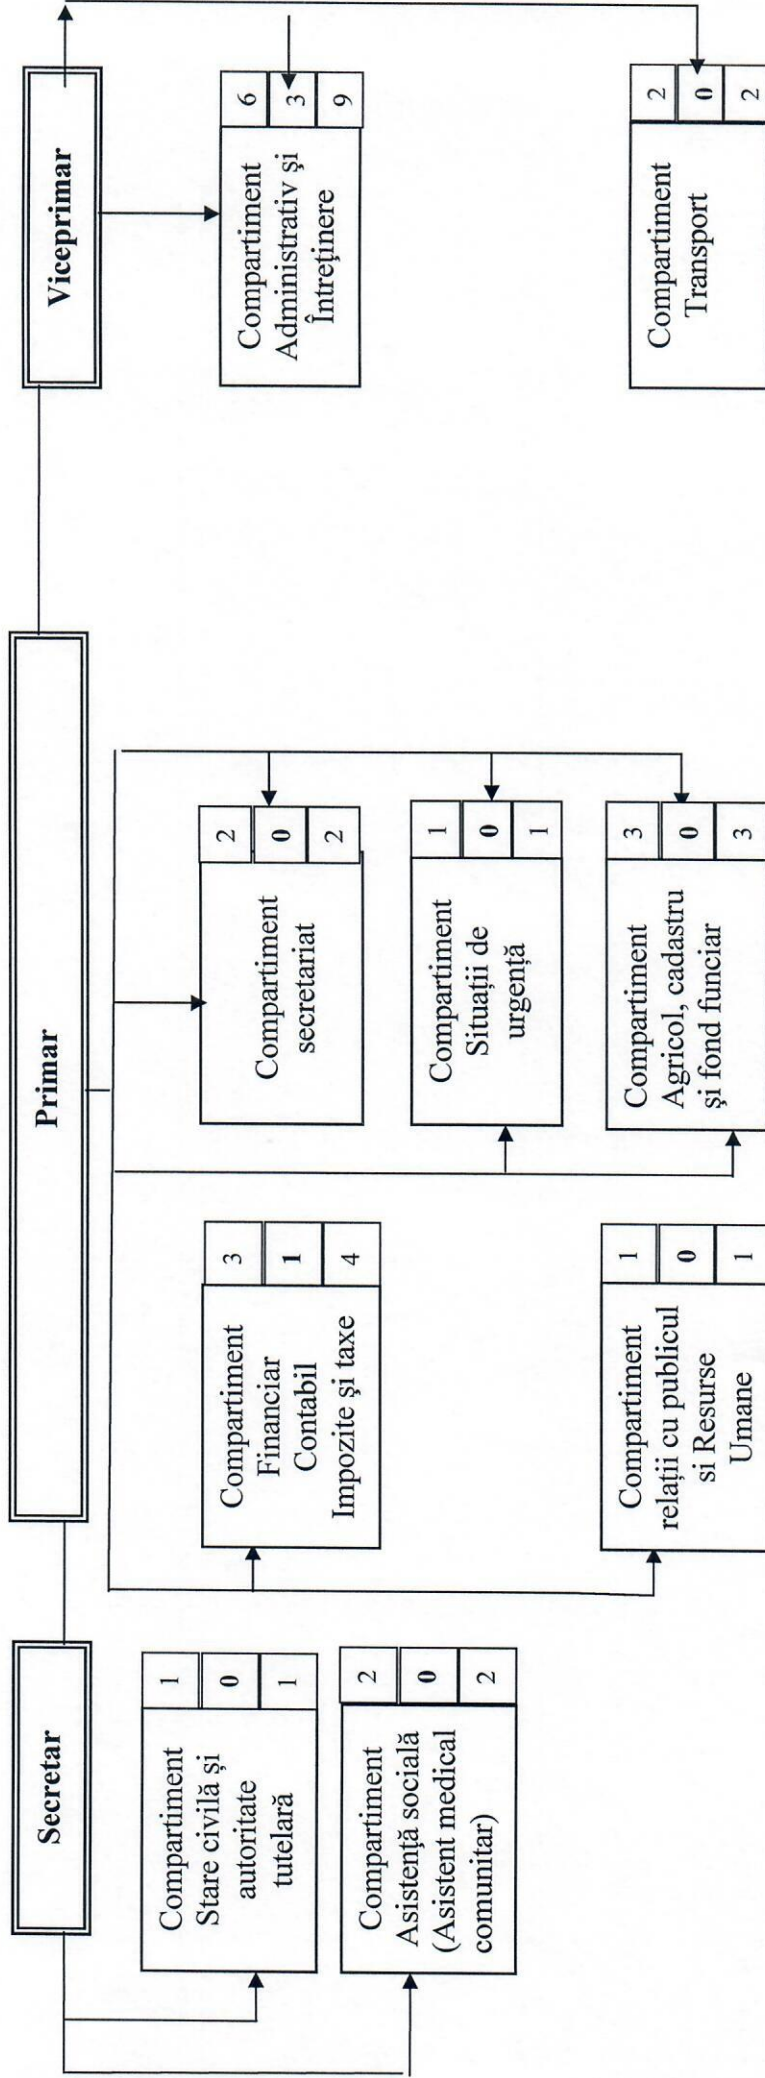 Secretar
Primar
Viceprimar
Compartiment
Stare civilă și
autoritate
tutelară
1
0
1
Compartiment
Asistență socială
(Asistent medical
comunitar)
2
0
2
Compartiment
Financiar
Contabil
Impozite și taxe
3
1
4
Compartiment
relații cu publicul
si Resurse
Umane
1
0
1
Compartiment
secretariat
2
0
2
Compartiment
Situații de
urgență
1
0
1
Compartiment
Agricol, cadastru
și fond funciar
3
0
3
Compartiment
Administrativ și
Întreținere
6
3
9
Compartiment
Transport
2
0
2